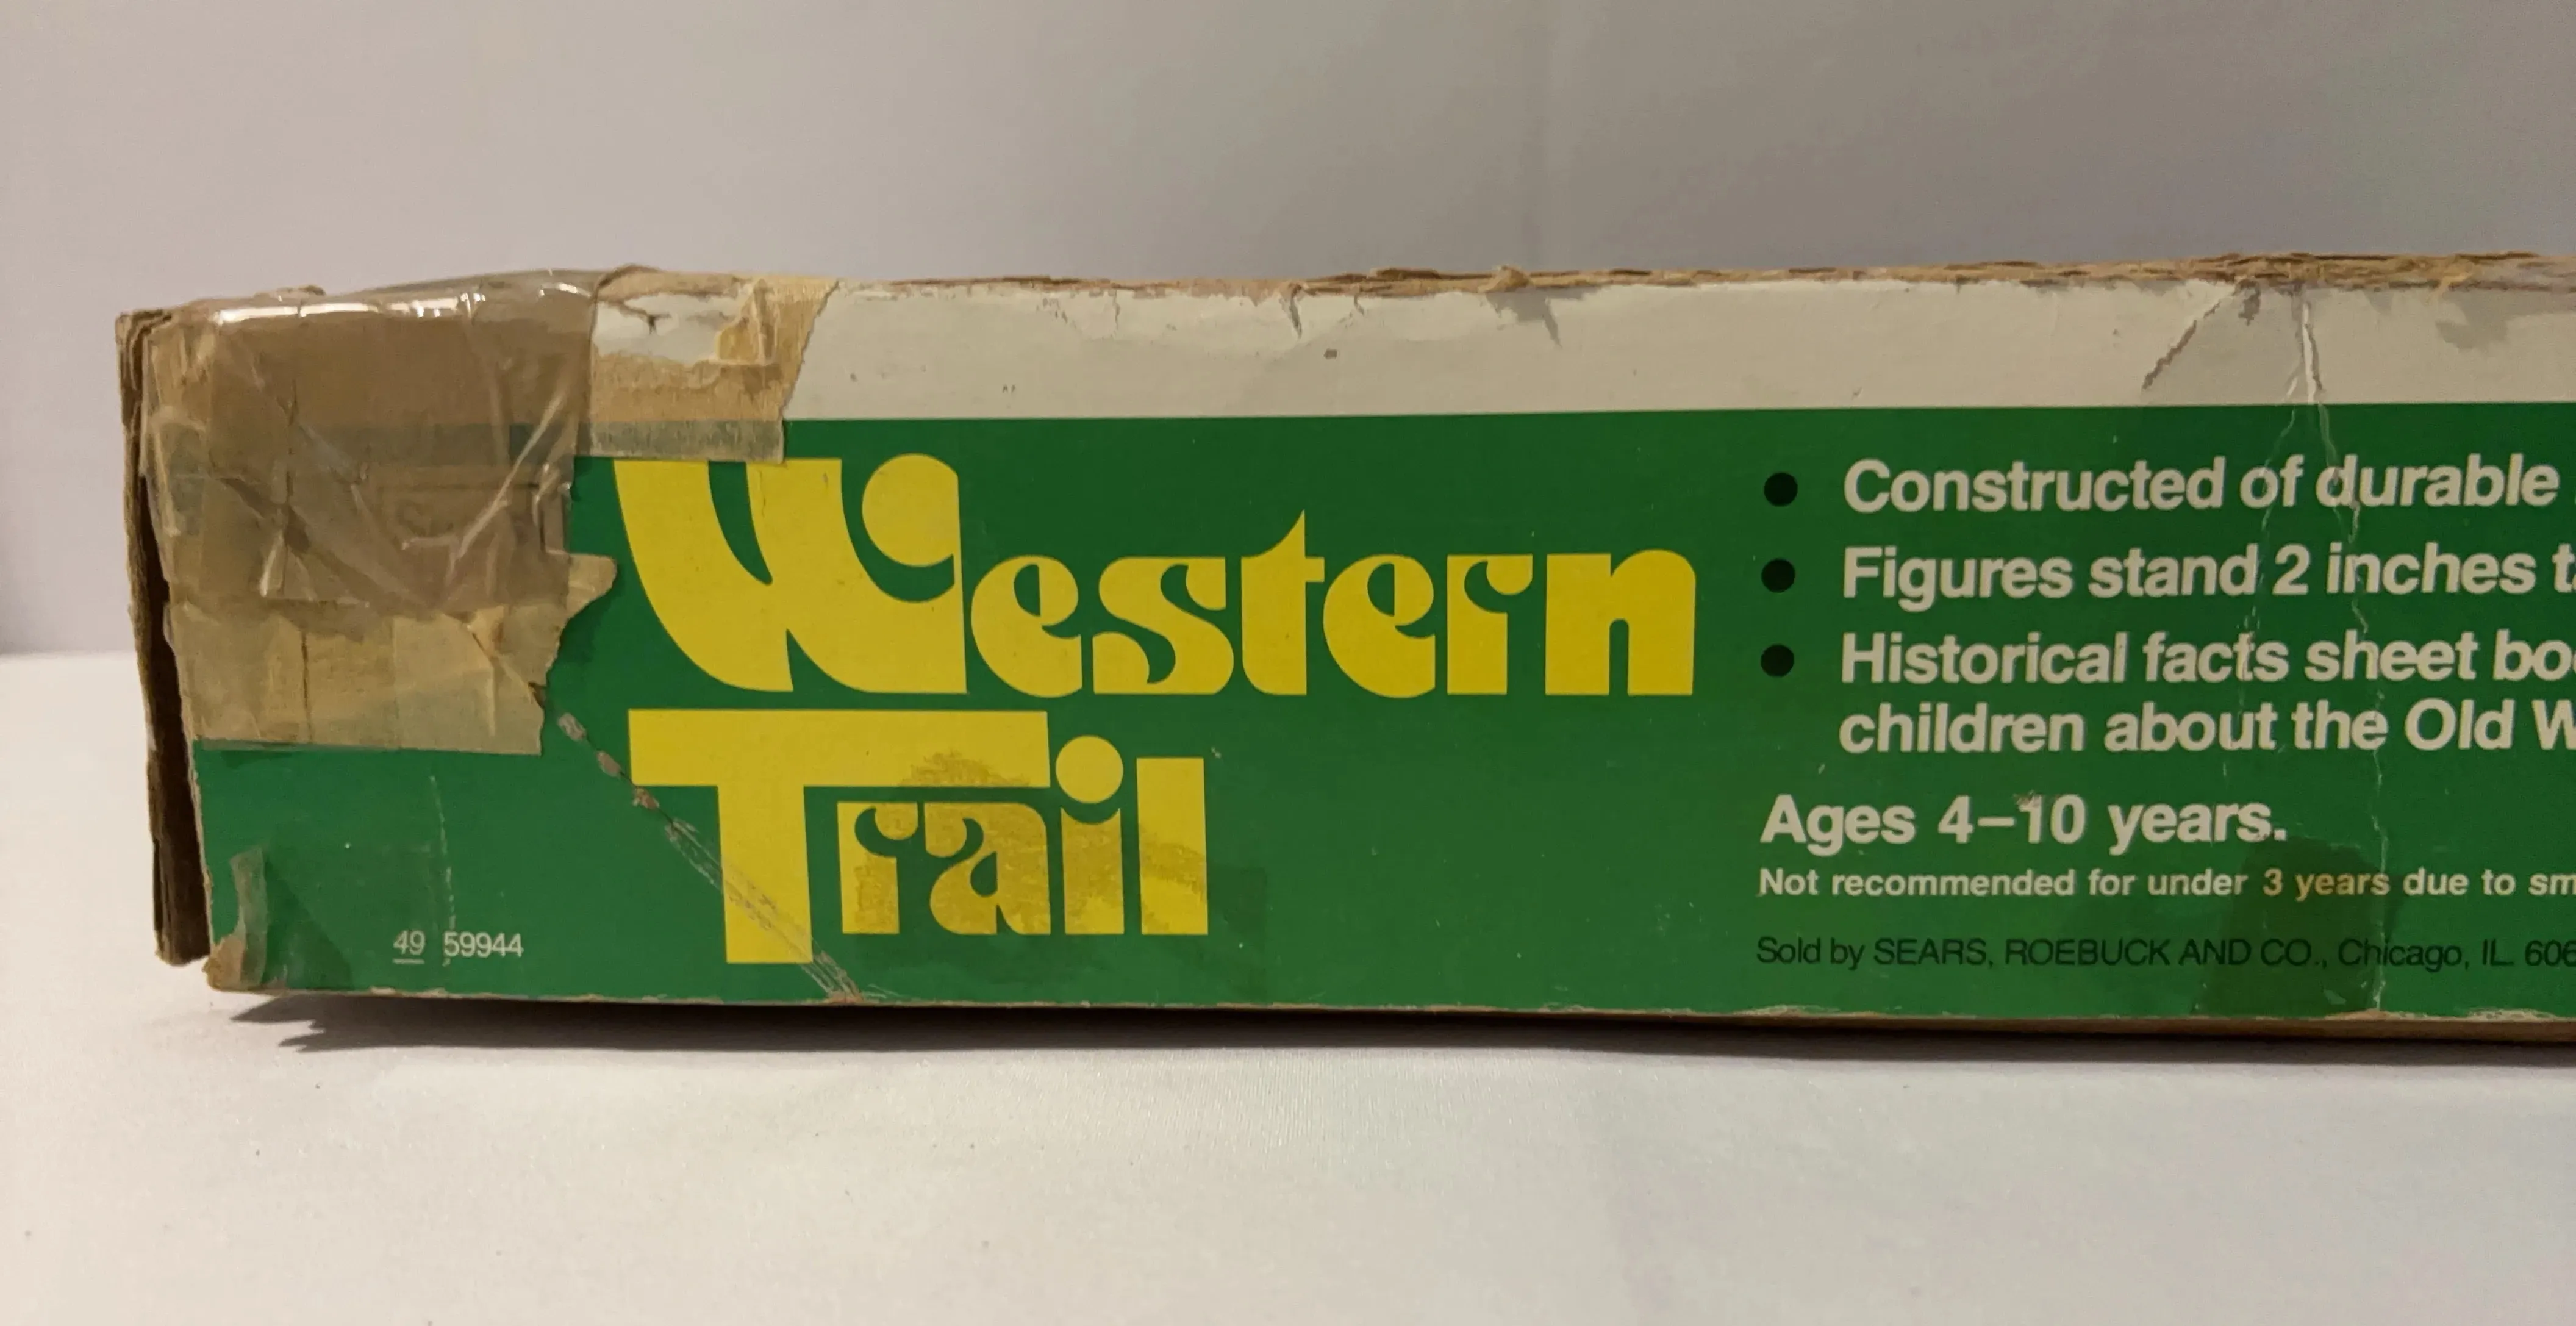 Western
Trail
49 59944
Constructed of durable
Figures stand 2 inches
Historical facts sheet
children about the Old
Ages 4–10 years.
Not recommended for under 3 years due to
Sold by SEARS, ROEBUCK AND CO., Chicago, IL.